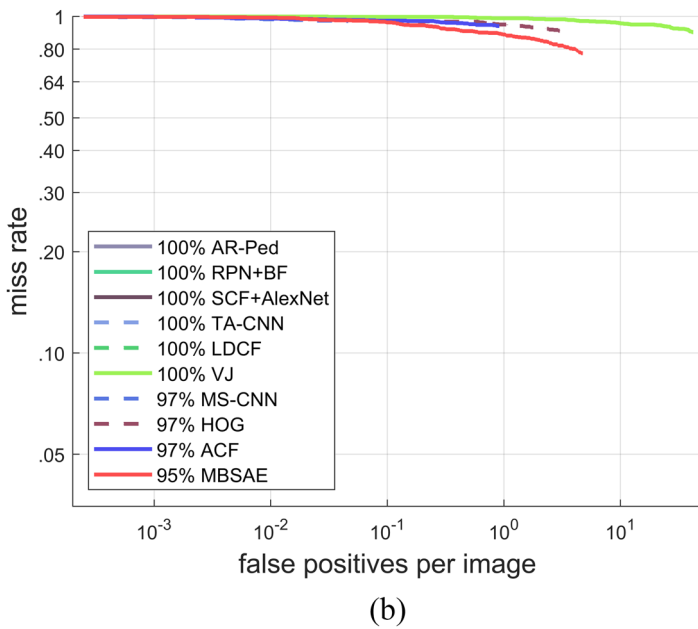 1
.80
.64
.50
.40
.30
.20
.10
.05
miss rate
100% AR-Ped
100% RPN+BF
100% SCF+AlexNet
100% TA-CNN
100% LDCF
100% VJ
97% MS-CNN
97% HOG
97% ACF
95% MBSAE
10^-3 10^-2 10^-1 10^0 10^1
false positives per image
(b)